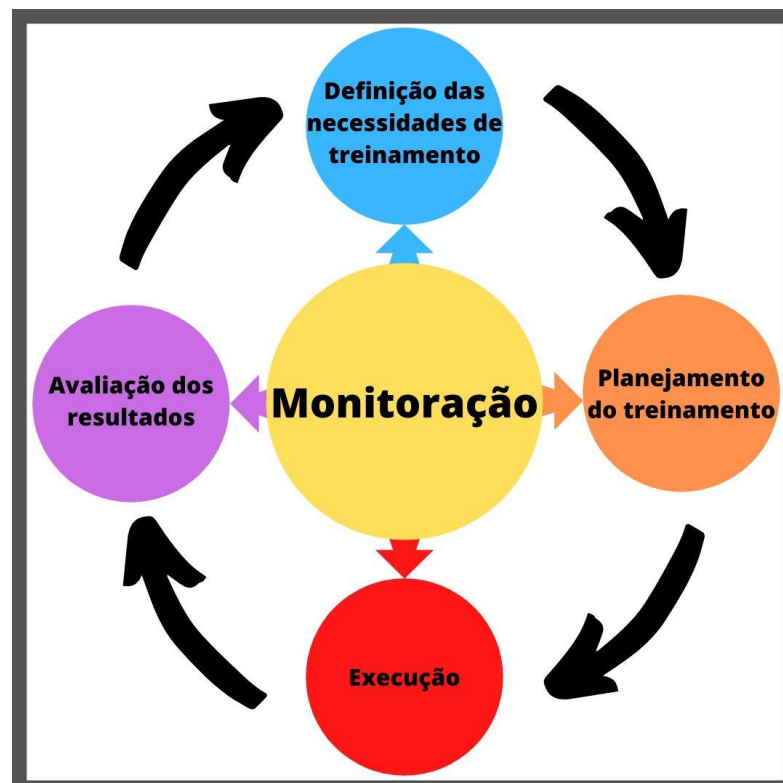 Definição das
necessidades de
treinamento
Planejamento
do treinamento
Monitoração
Avaliação dos
resultados
Execução